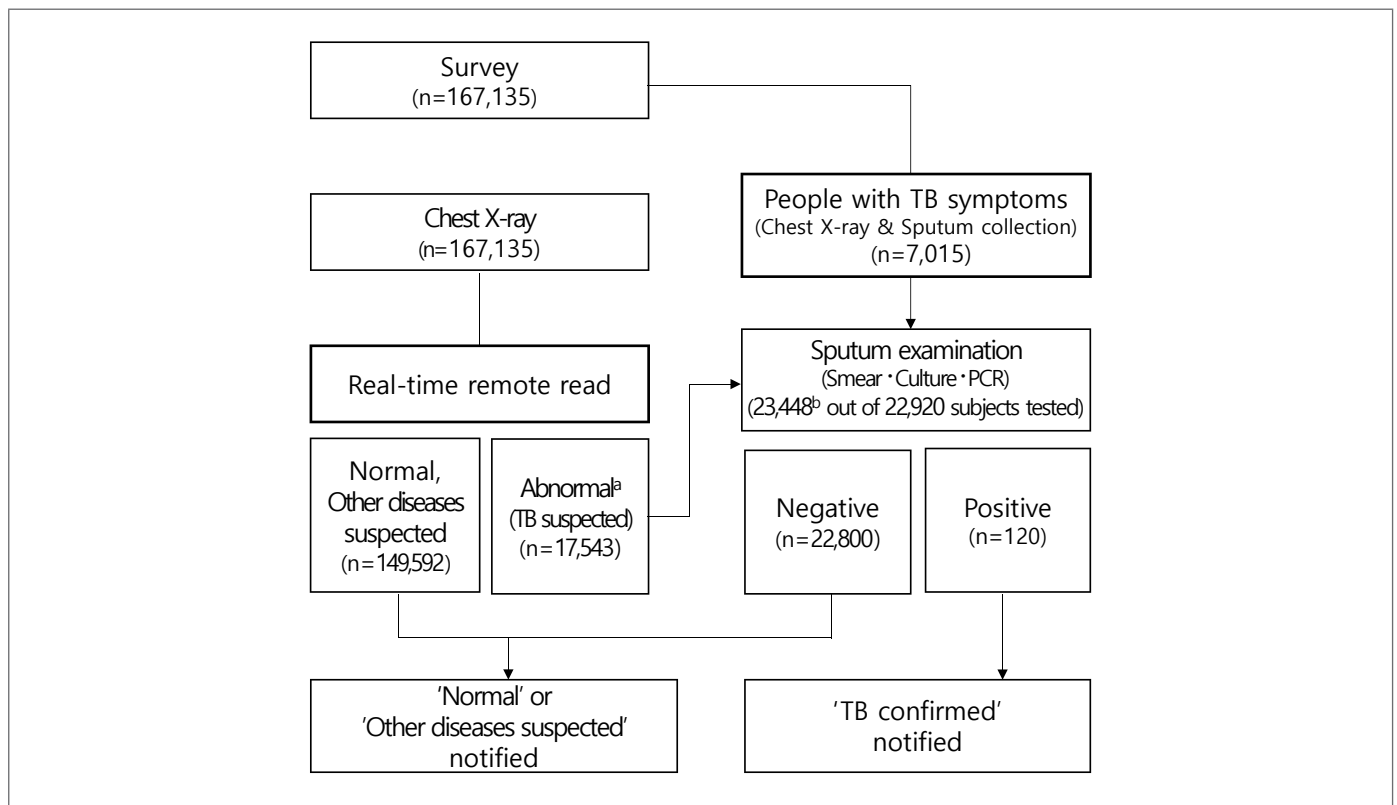 Survey
(n=167,135)
People with TB symptoms
(Chest X-ray & Sputum collection)
(n=7,015)
Chest X-ray
(n=167,135)
Real-time remote read
Sputum examination
(Smear·Culture·PCR)
(23,448b out of 22,920 subjects tested)
Normal,
Other diseases
suspected
(n=149,592)
Abnormala
(TB suspected)
(n=17,543)
Negative
(n=22,800)
Positive
(n=120)
'Normal' or
'Other diseases suspected'
notified
'TB confirmed'
notified